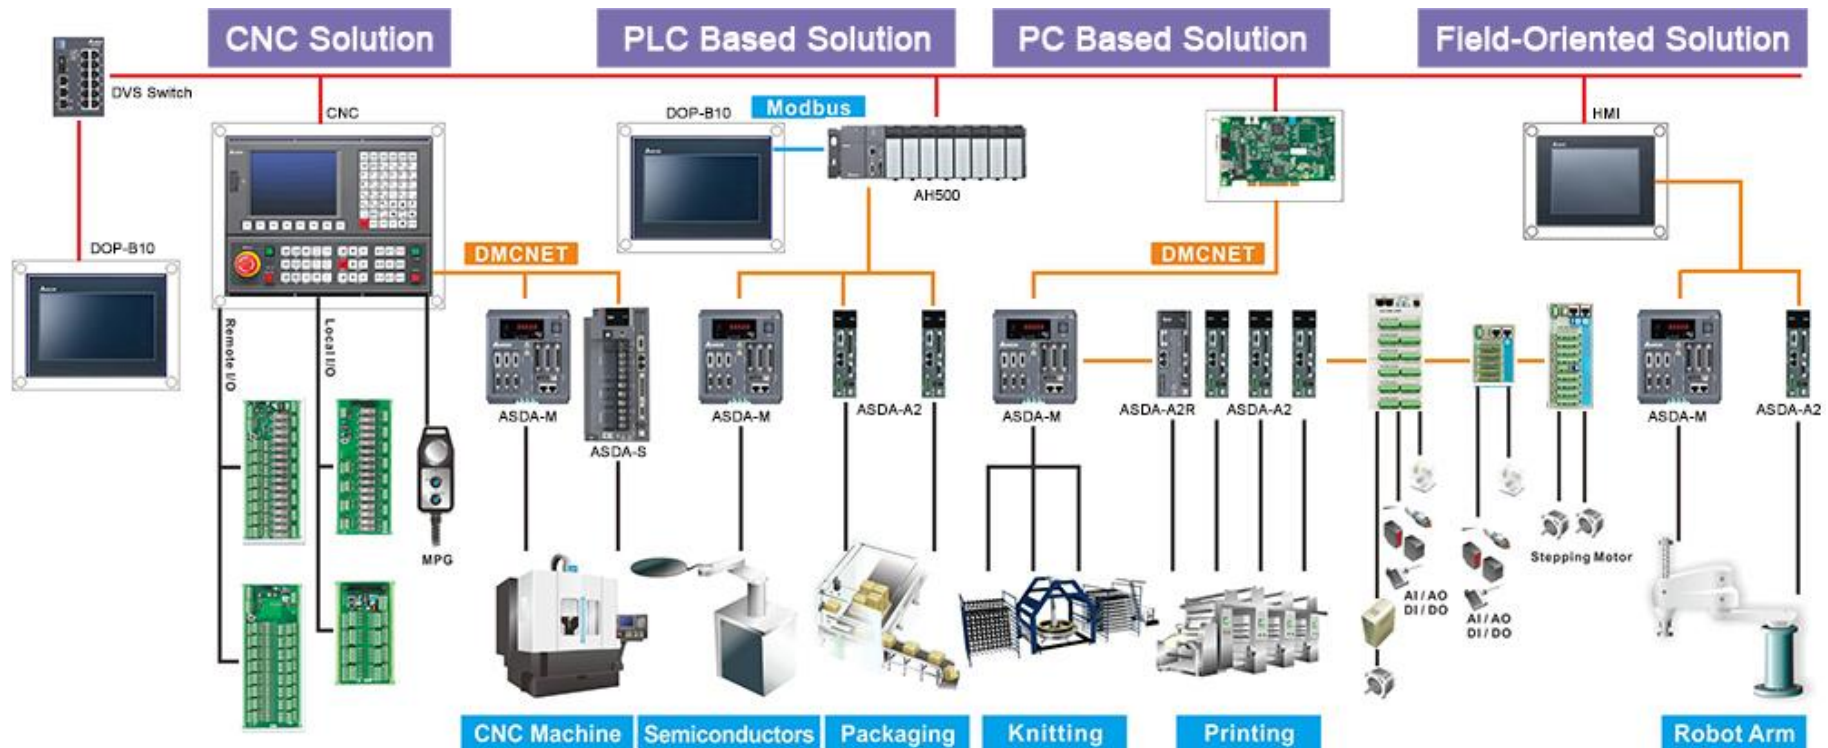 CNC Solution
PLC Based Solution
PC Based Solution
Field-Oriented Solution
DVS Switch
CNC
DOP-B10
Modbus
HMI
AH500
DOP-B10
DMCNET
DMCNET
Remote I/O
Local I/O
ASDA-M
ASDA-S
ASDA-M
ASDA-A2
ASDA-M
ASDA-A2R
ASDA-A2
ASDA-M
ASDA-A2
MPG
Stepping Motor
AI / AO
DI / DO
AI / AO
DI / DO
CNC Machine
Semiconductors
Packaging
Knitting
Printing
Robot Arm